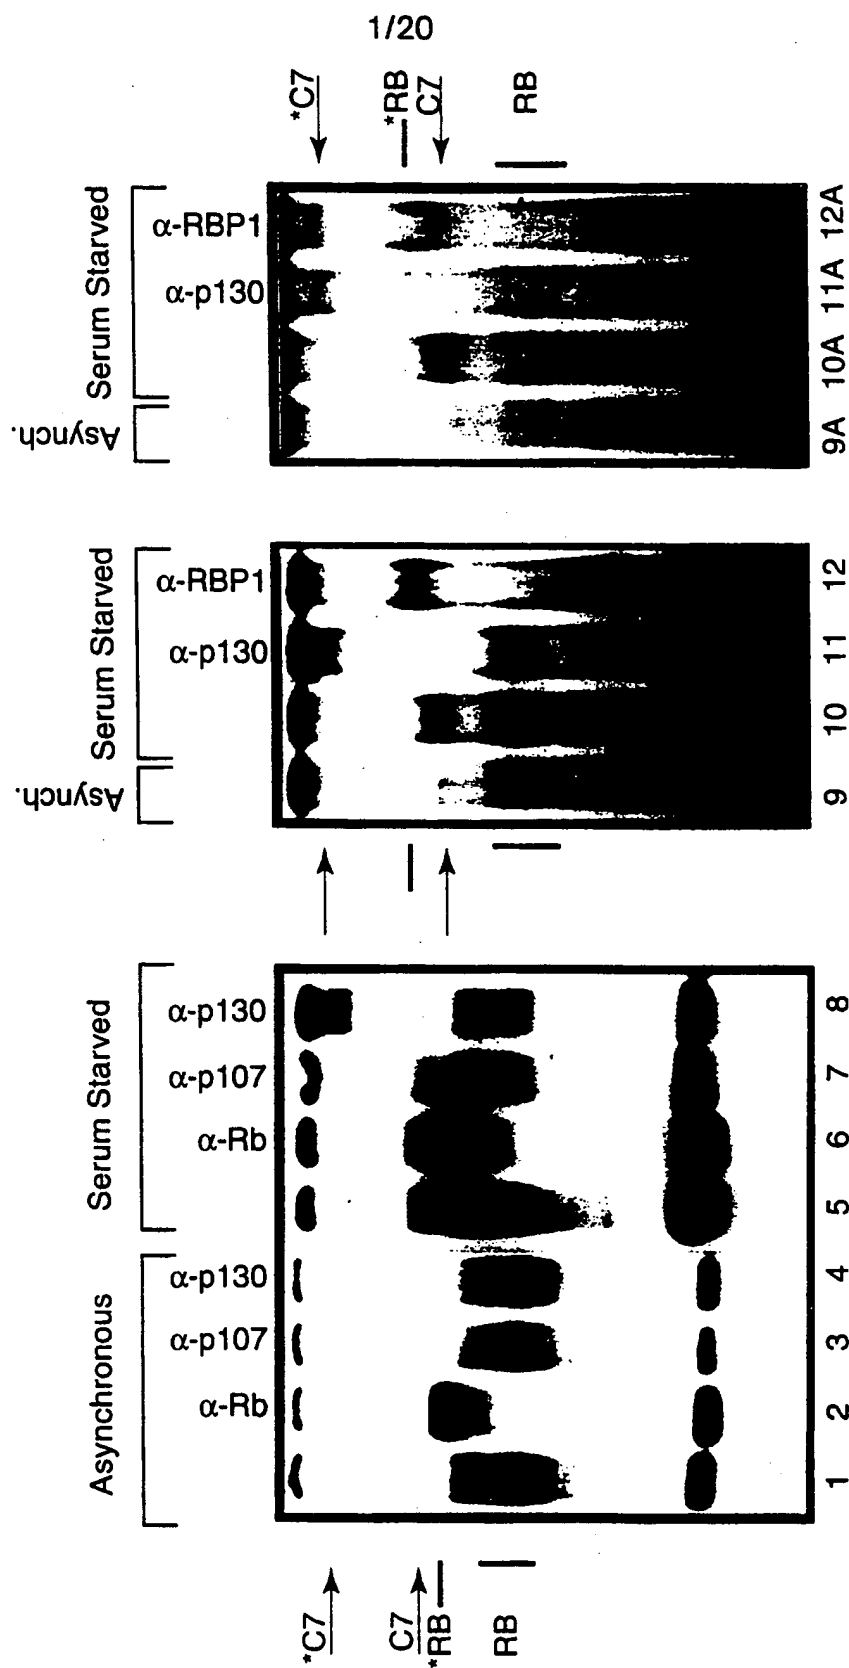 1/20
Asynchronous
Serum Starved
α-Rb
α-p107
α-p130
α-Rb
α-p107
α-p130
*C7
C7
*RB
RB
1 2 3 4 5 6 7 8
Asynch.
Serum Starved
α-p130
α-RBP1
9 10 11 12
Asynch.
Serum Starved
α-p130
α-RBP1
*C7
*RB
C7
RB
9A 10A 11A 12A